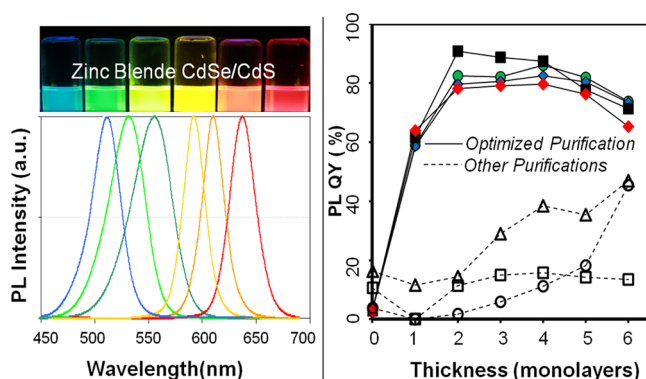 Zinc Blende CdSe/CdS
PL Intensity (a.u.)
450 500 550 600 650 700
Wavelength(nm)
PL QY ( %)
100
80
60
40
20
0
Optimized Purification
Other Purifications
0 1 2 3 4 5 6
Thickness (monolayers)